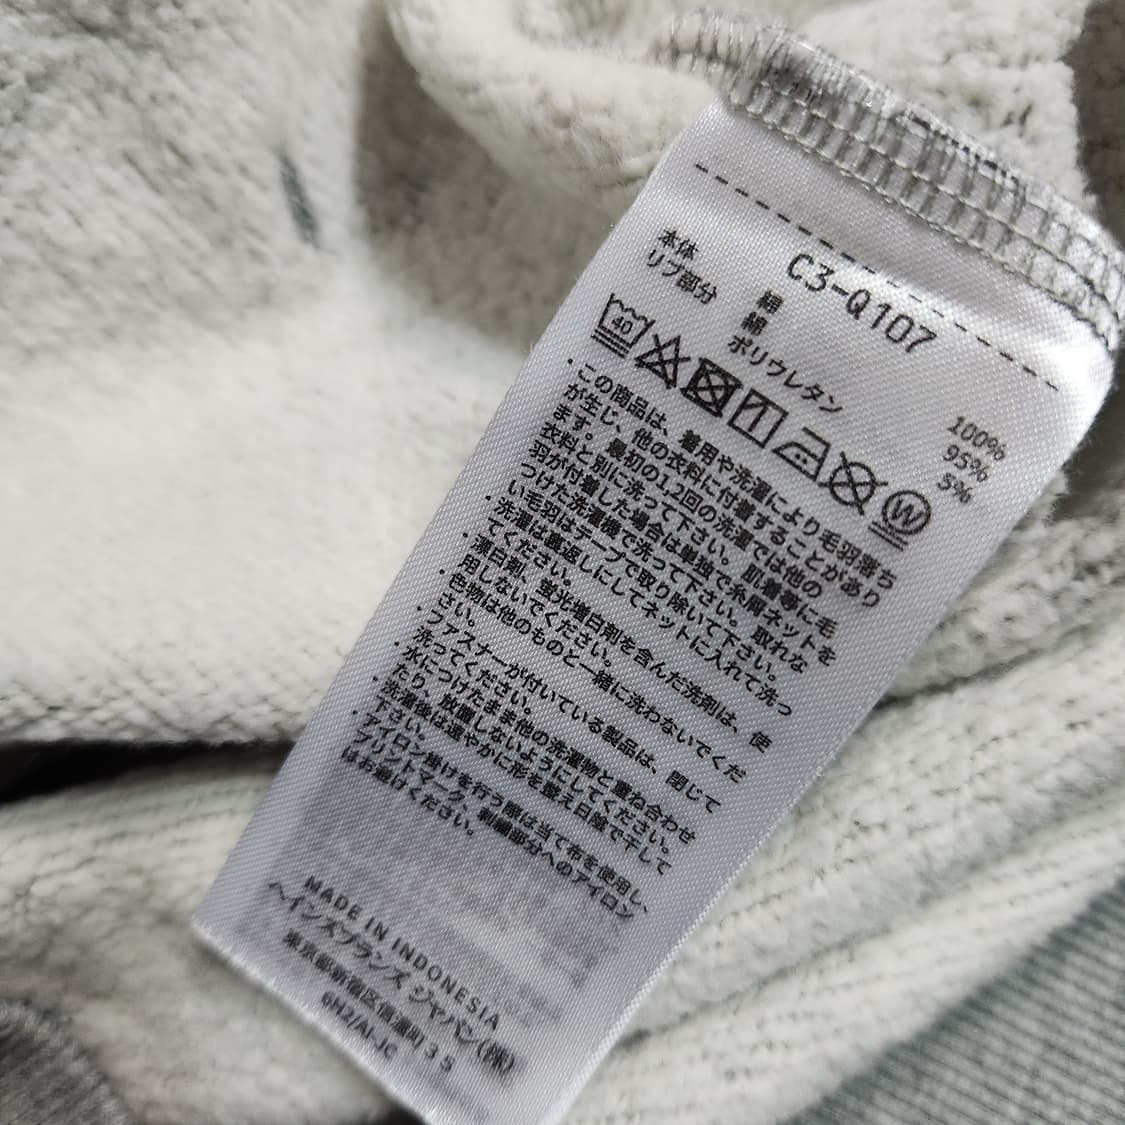 C3-Q107
本体 綿 100%
リブ部分 綿 95%
ポリウレタン 5%
40
W
・この商品は、着用や洗濯により毛羽落ち
が生じ、他の衣料に付着することがあり
ます。最初の1,2回の洗濯では他の
衣料と別に洗って下さい。肌着等に毛
羽が付着した場合は単独で糸屑ネットを
つけた洗濯機で洗って下さい。取れな
い毛羽はテープで取り除いて下さい。
・洗濯は裏返しにしてネットに入れて洗っ
てください。
・漂白剤、蛍光増白剤を含んだ洗剤は、使
用しないでください。
・色物は他のものと一緒に洗わないでくだ
さい。
・ファスナーが付いている製品は、閉じて
洗ってください。
・水につけたまま他の洗濯物と重ね合わせ
たり、放置しないようにしてください。
・洗濯後は速やかに形を整え日陰で干して
下さい。
・アイロン掛けを行う際は当て布を使用し、
プリントマーク、刺繍部分へのアイロン
はお避けください。
MADE IN INDONESIA
ヘインズブランズ ジャパン(株)
東京都新宿区信濃町35
6H2/AL-JC